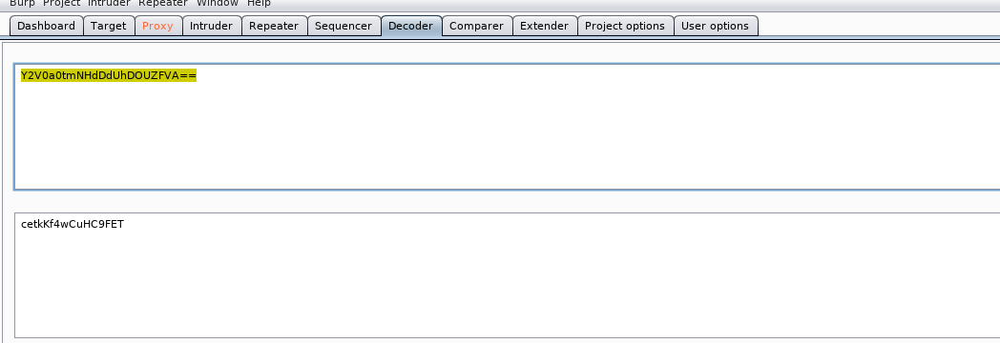 Burp Project Intruder Repeater Window Help
Dashboard Target Proxy Intruder Repeater Sequencer Decoder Comparer Extender Project options User options
Y2V0a0tmNHdDdUhDOUZFVA==
cetkKf4wCuHC9FET